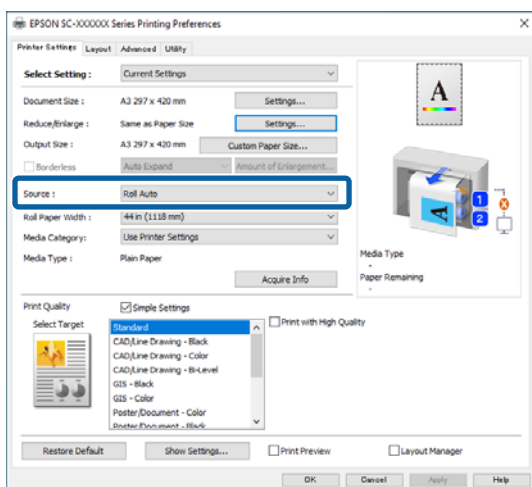 EPSON SC-XXXXXX Series Printing Preferences
Printer Settings Layout Advanced Utility
Select Setting : Current Settings
Document Size : A3 297 x 420 mm Settings...
Reduce/Enlarge : Same as Paper Size Settings...
Output Size : A3 297 x 420 mm Custom Paper Size...
Borderless Auto Expand Amount of Enlargement...
Source : Roll Auto
Roll Paper Width : 44 in (1118 mm)
Media Category: Use Printer Settings
Media Type : Plain Paper
Acquire Info
A
A
1
2
Media Type
-
Paper Remaining
-
Print Quality Simple Settings
Select Target
Standard
CAD/Line Drawing - Black
CAD/Line Drawing - Color
CAD/Line Drawing - Bi-Level
GIS - Black
GIS - Color
Poster/Document - Color
Poster/Document - Black
Print with High Quality
Restore Default Show Settings... Print Preview Layout Manager
OK Cancel Apply Help